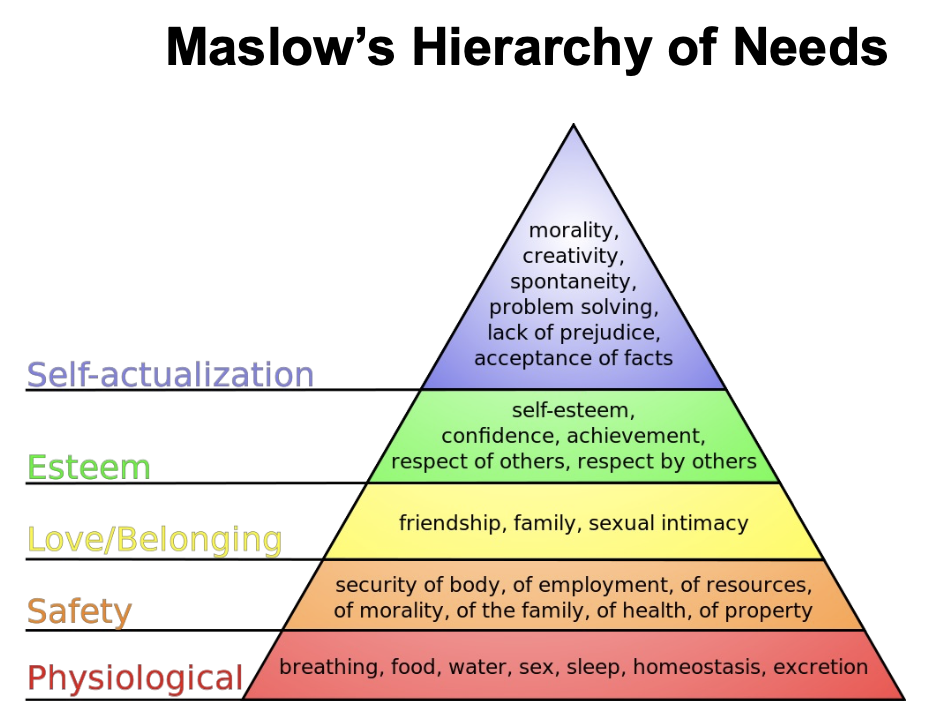 Maslow’s Hierarchy of Needs
morality,
creativity,
spontaneity,
problem solving,
lack of prejudice,
acceptance of facts
Self-actualization
self-esteem,
confidence, achievement,
respect of others, respect by others
Esteem
friendship, family, sexual intimacy
Love/Belonging
security of body, of employment, of resources,
of morality, of the family, of health, of property
Safety
breathing, food, water, sex, sleep, homeostasis, excretion
Physiological